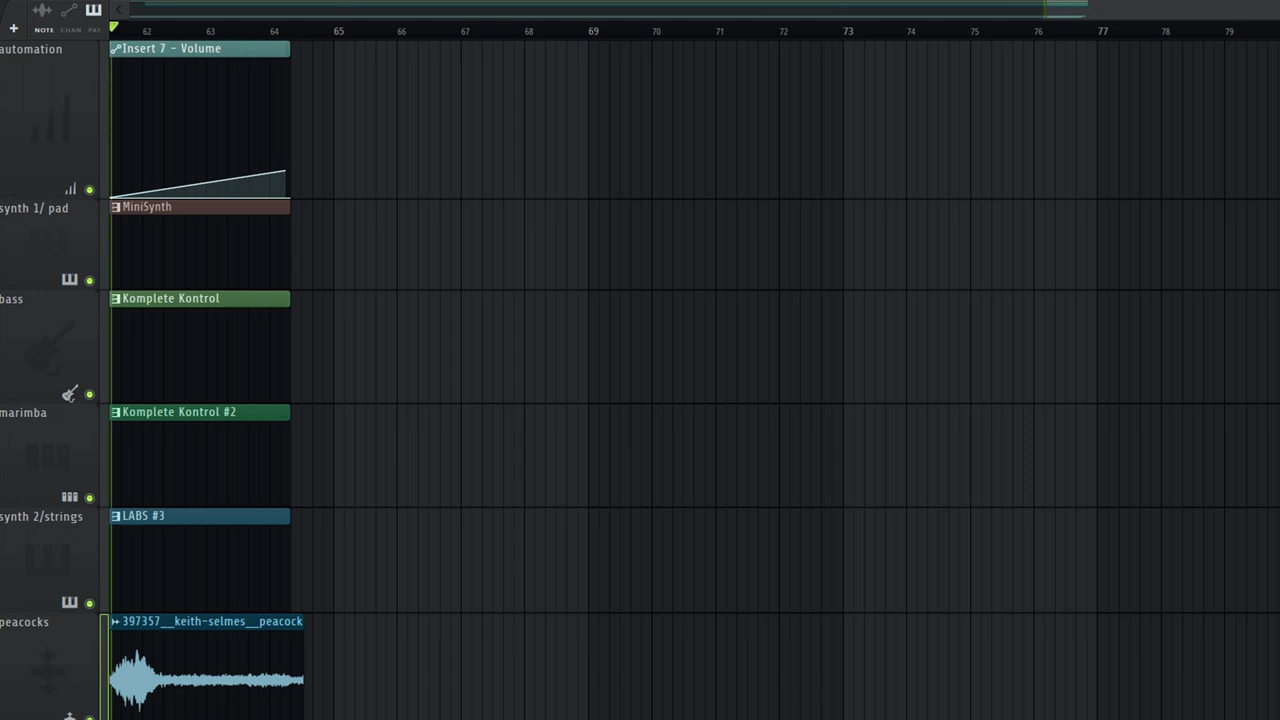 NOTE CHAN PAT
62 63 64 65 66 67 68 69 70 71 72 73 74 75 76 77 78 79
automation
Insert 7 - Volume
synth 1/ pad
MiniSynth
bass
Komplete Kontrol
marimba
Komplete Kontrol #2
synth 2/strings
LABS #3
peacocks
397357__keith-selmes__peacock